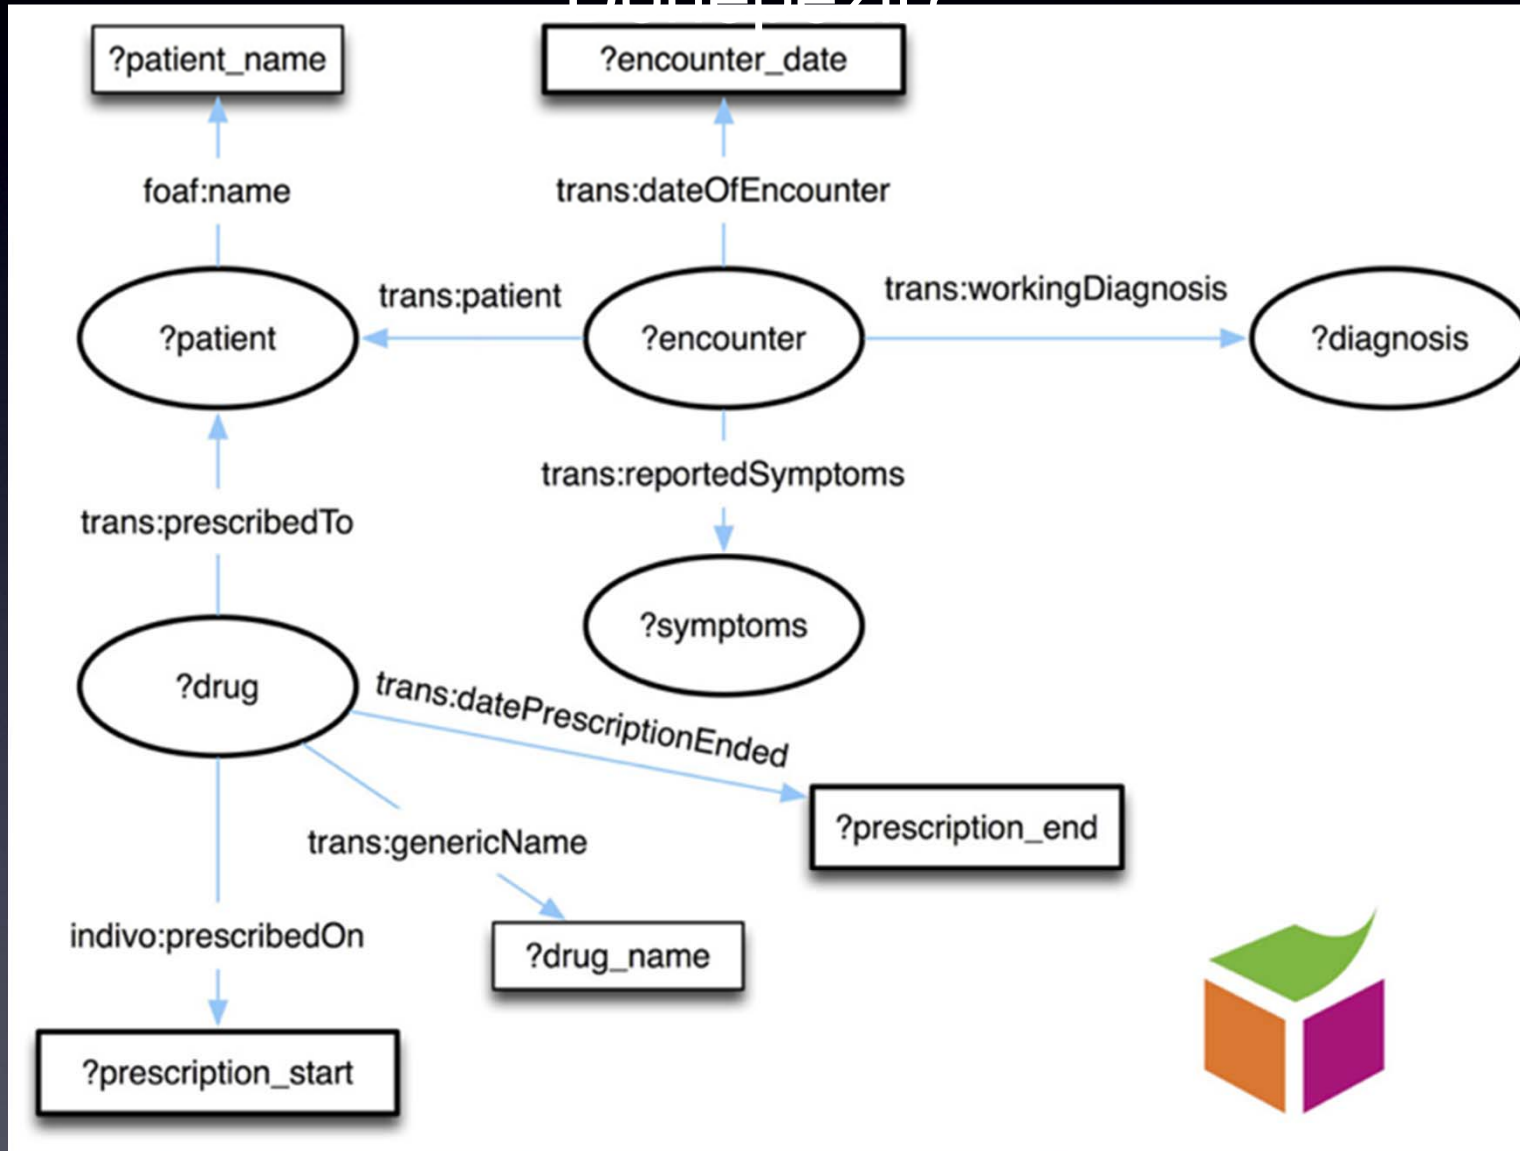 ?patient_name
?encounter_date
foaf:name
trans:dateOfEncounter
trans:patient
trans:workingDiagnosis
?patient
?encounter
?diagnosis
trans:reportedSymptoms
trans:prescribedTo
?symptoms
?drug
trans:datePrescriptionEnded
?prescription_end
trans:genericName
indivo:prescribedOn
?drug_name
?prescription_start